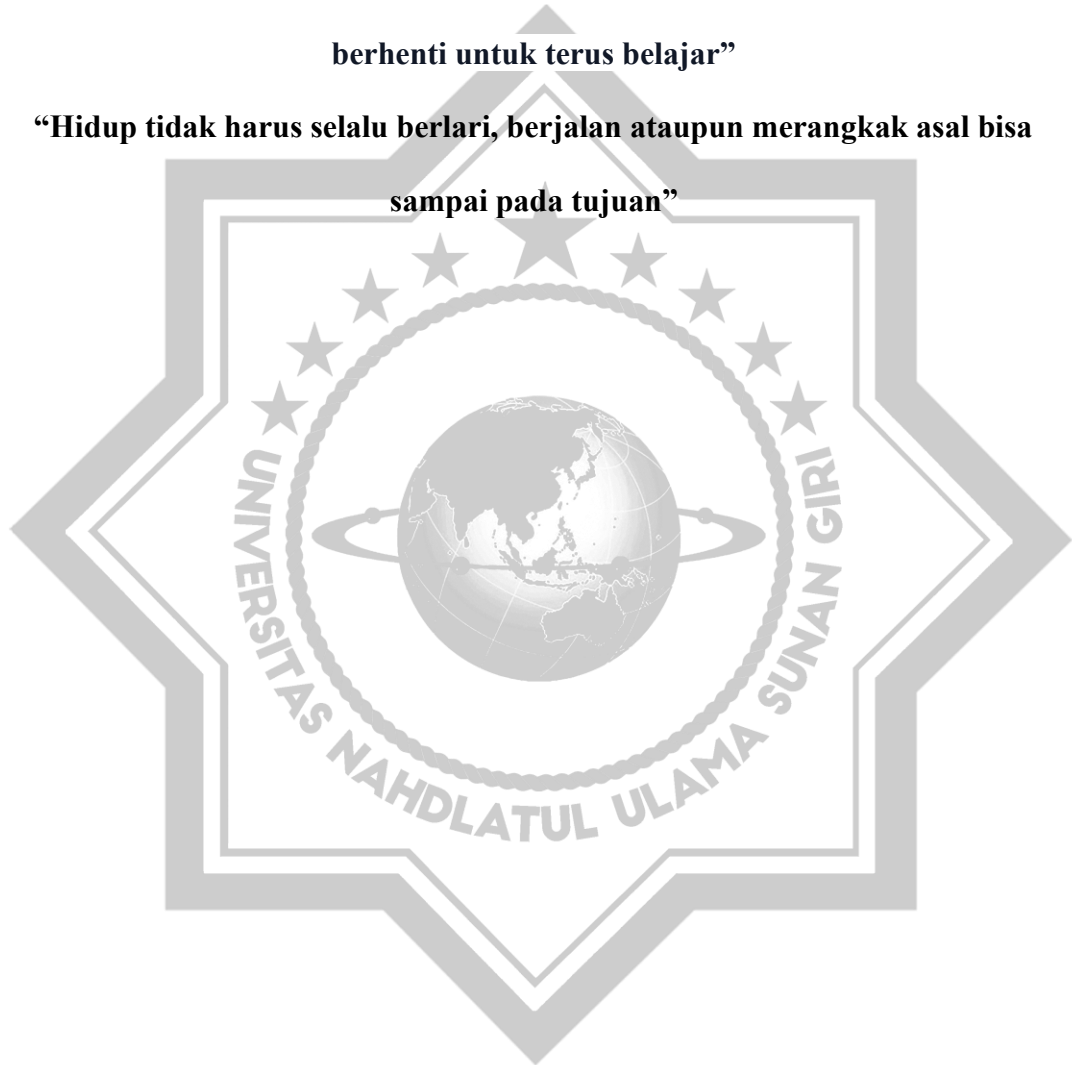 berhenti untuk terus belajar”
“Hidup tidak harus selalu berlari, berjalan ataupun merangkak asal bisa
sampai pada tujuan”
UNIVERSITAS NAHDLATUL ULAMA SUNAN GIRI